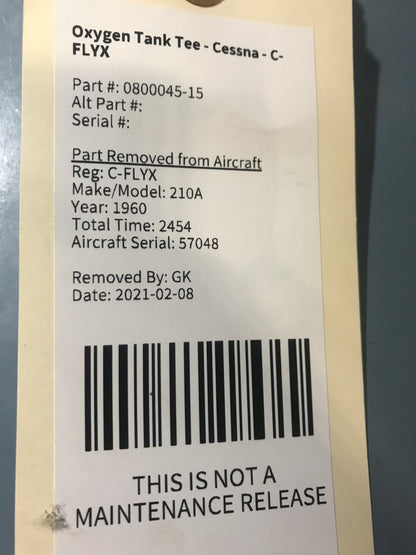 Oxygen Tank Tee - Cessna - C-
FLYX
Part #: 0800045-15
Alt Part #:
Serial #:
Part Removed from Aircraft
Reg: C-FLYX
Make/Model: 210A
Year: 1960
Total Time: 2454
Aircraft Serial: 57048
Removed By: GK
Date: 2021-02-08
THIS IS NOT A
MAINTENANCE RELEASE